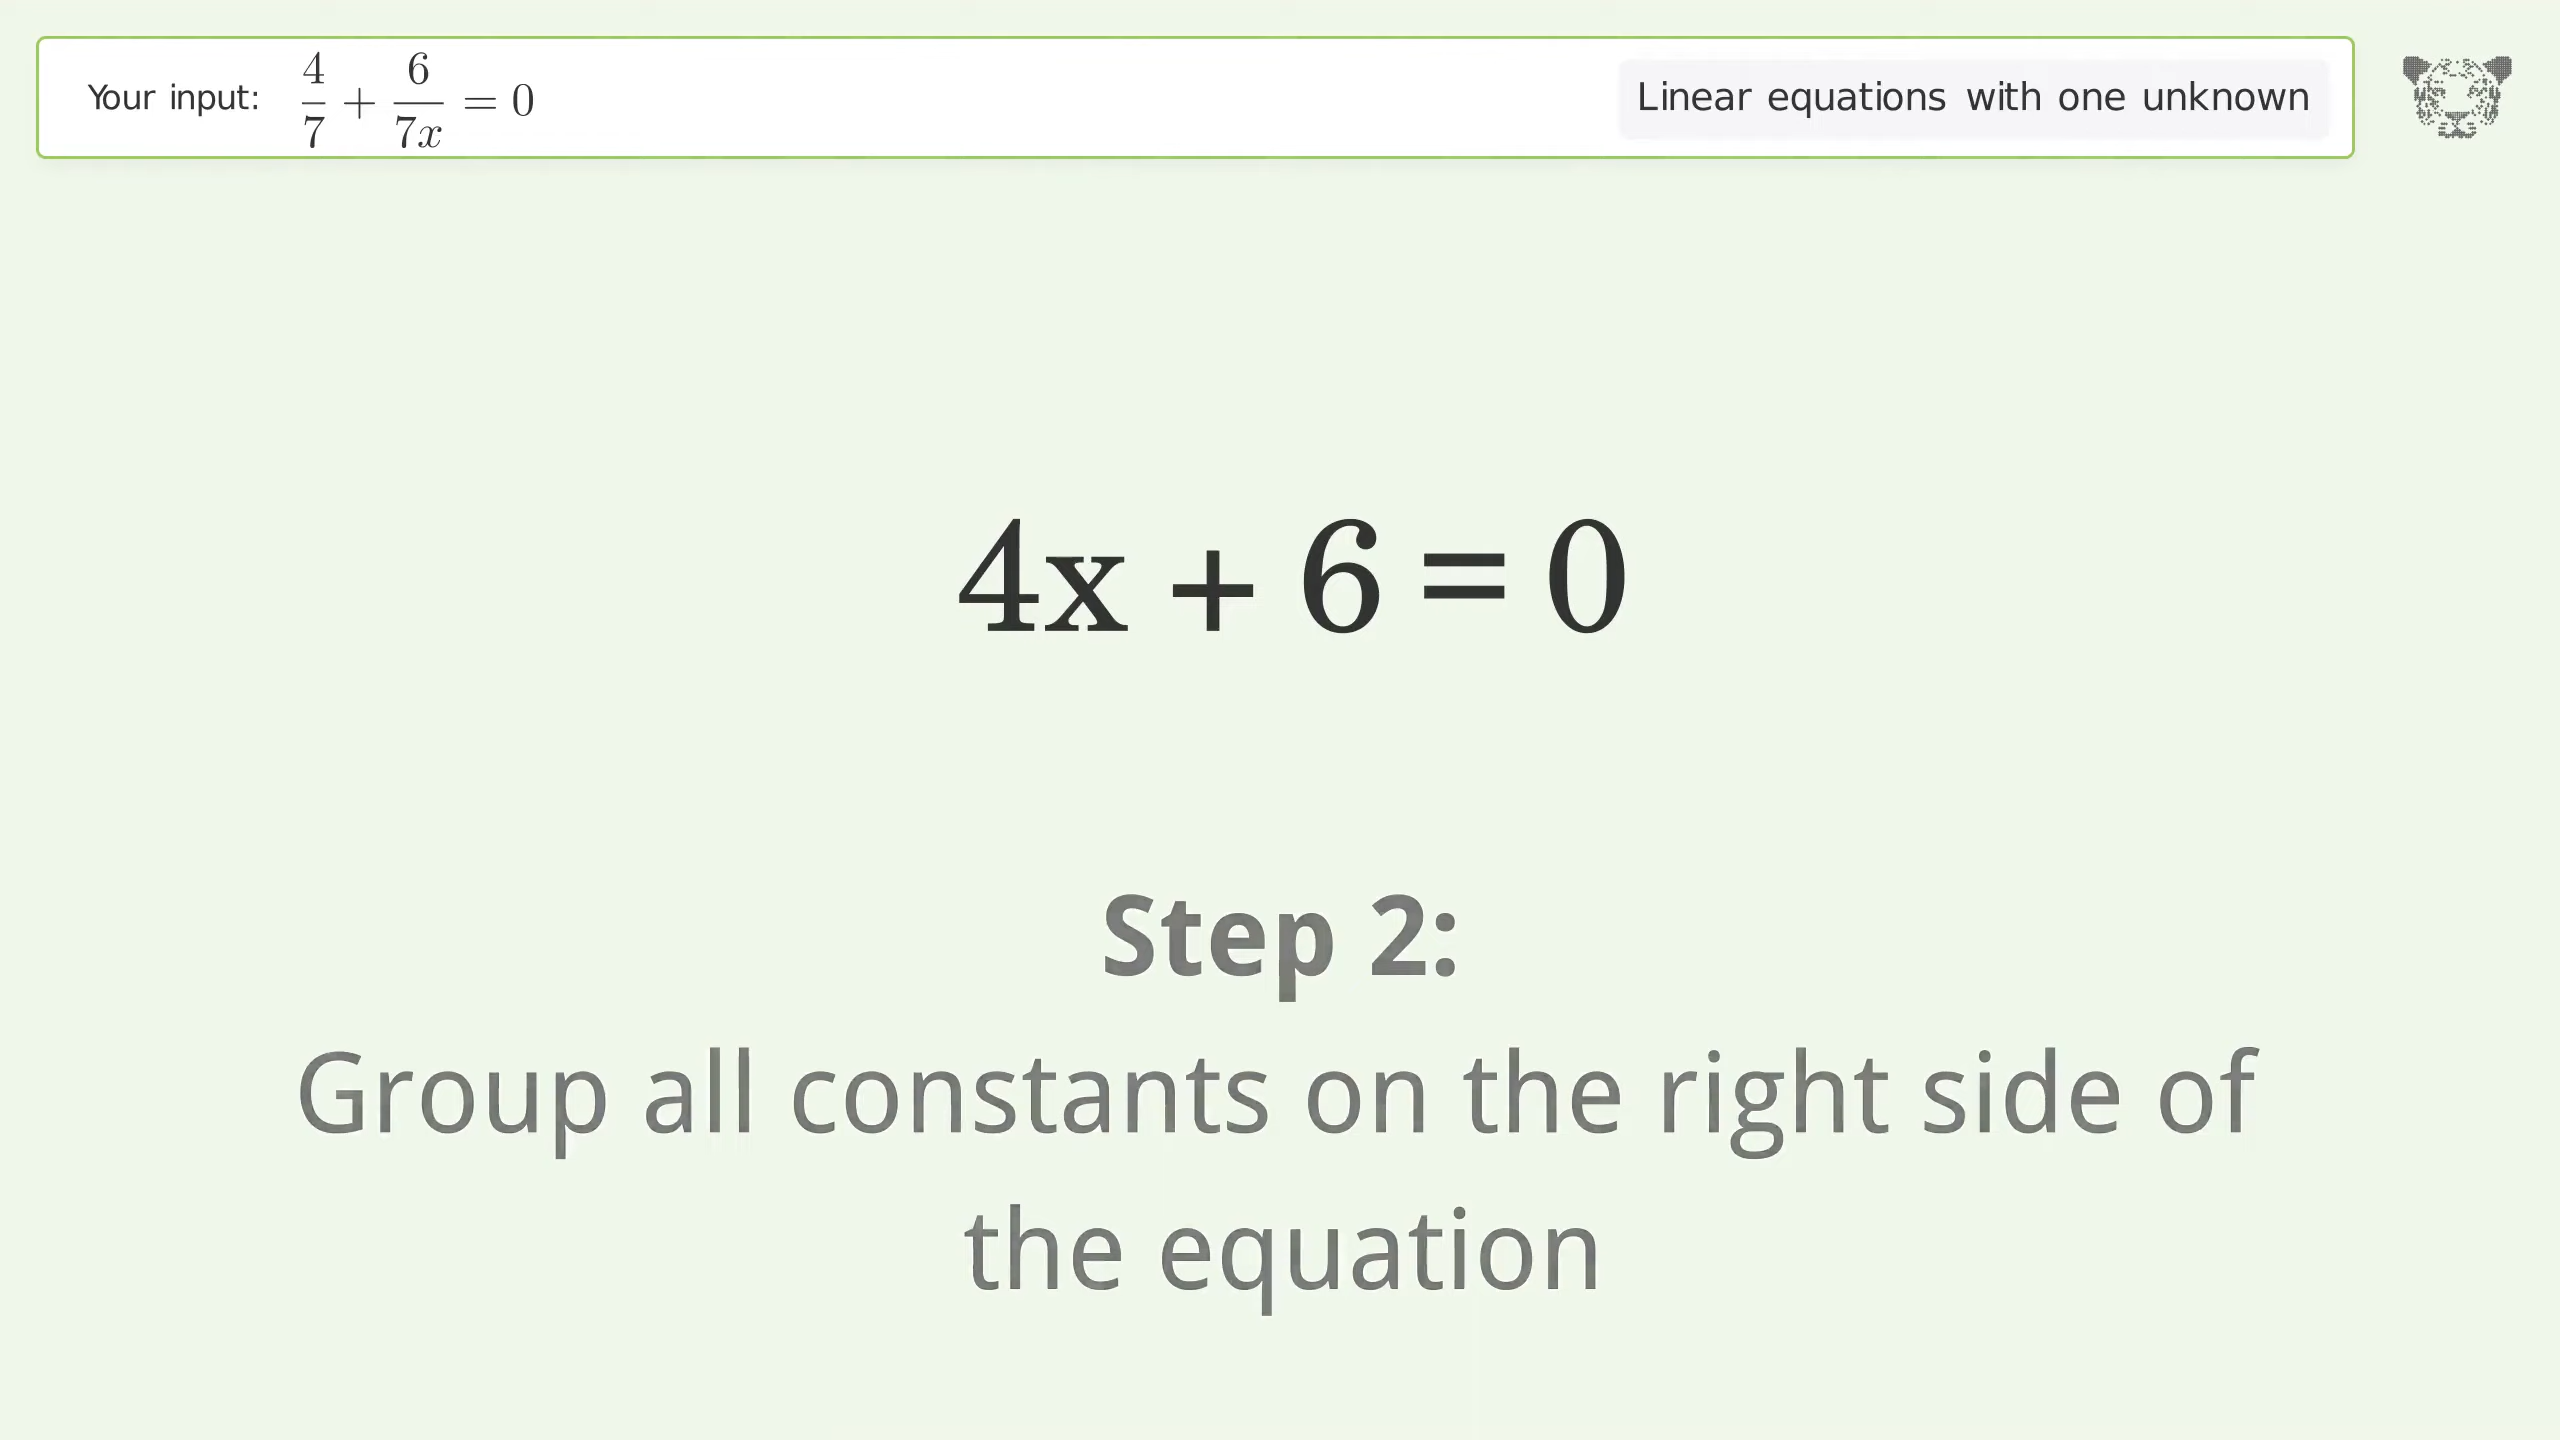 Your input: 4/7 + 6/7x = 0
Linear equations with one unknown
4x + 6 = 0
Step 2:
Group all constants on the right side of
the equation